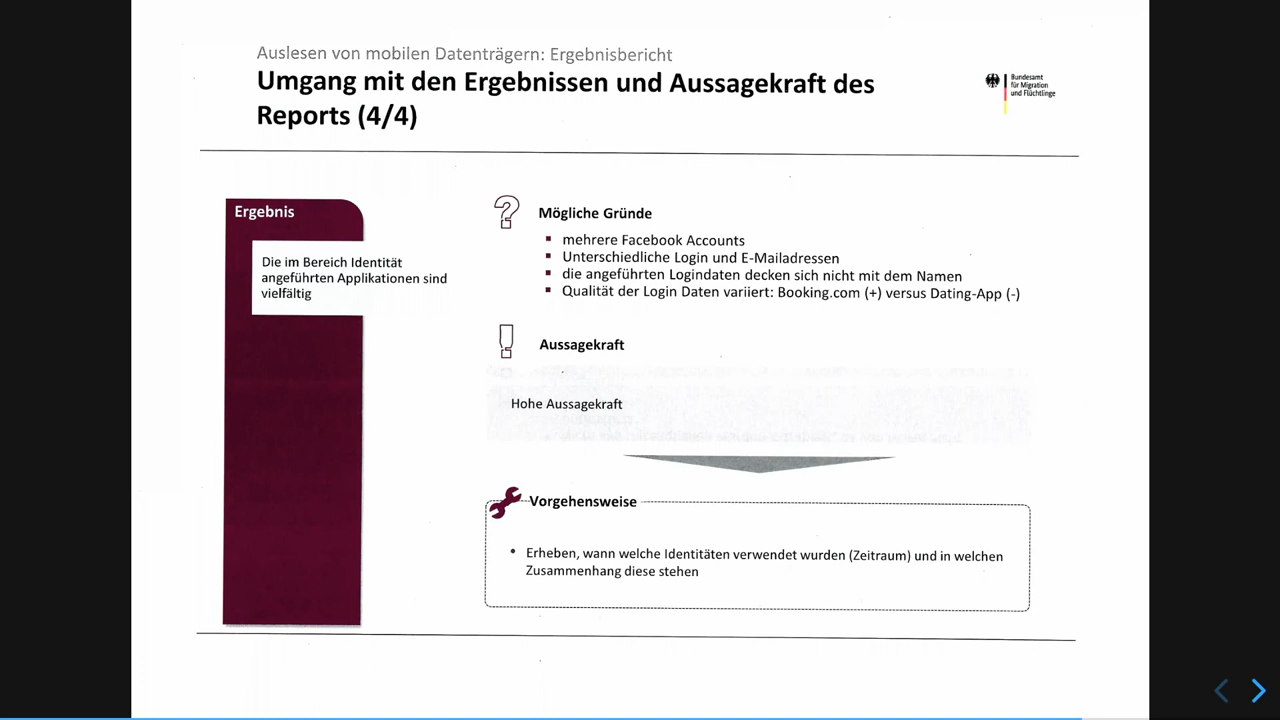 Auslesen von mobilen Datenträgern: Ergebnisbericht
Umgang mit den Ergebnissen und Aussagekraft des
Reports (4/4)
Bundesamt
für Migration
und Flüchtlinge
Ergebnis
Die im Bereich Identität
angeführten Applikationen sind
vielfältig
Mögliche Gründe
▪ mehrere Facebook Accounts
▪ Unterschiedliche Login und E-Mailadressen
▪ die angeführten Logindaten decken sich nicht mit dem Namen
▪ Qualität der Login Daten variiert: Booking.com (+) versus Dating-App (-)
Aussagekraft
Hohe Aussagekraft
Vorgehensweise
• Erheben, wann welche Identitäten verwendet wurden (Zeitraum) und in welchen
Zusammenhang diese stehen